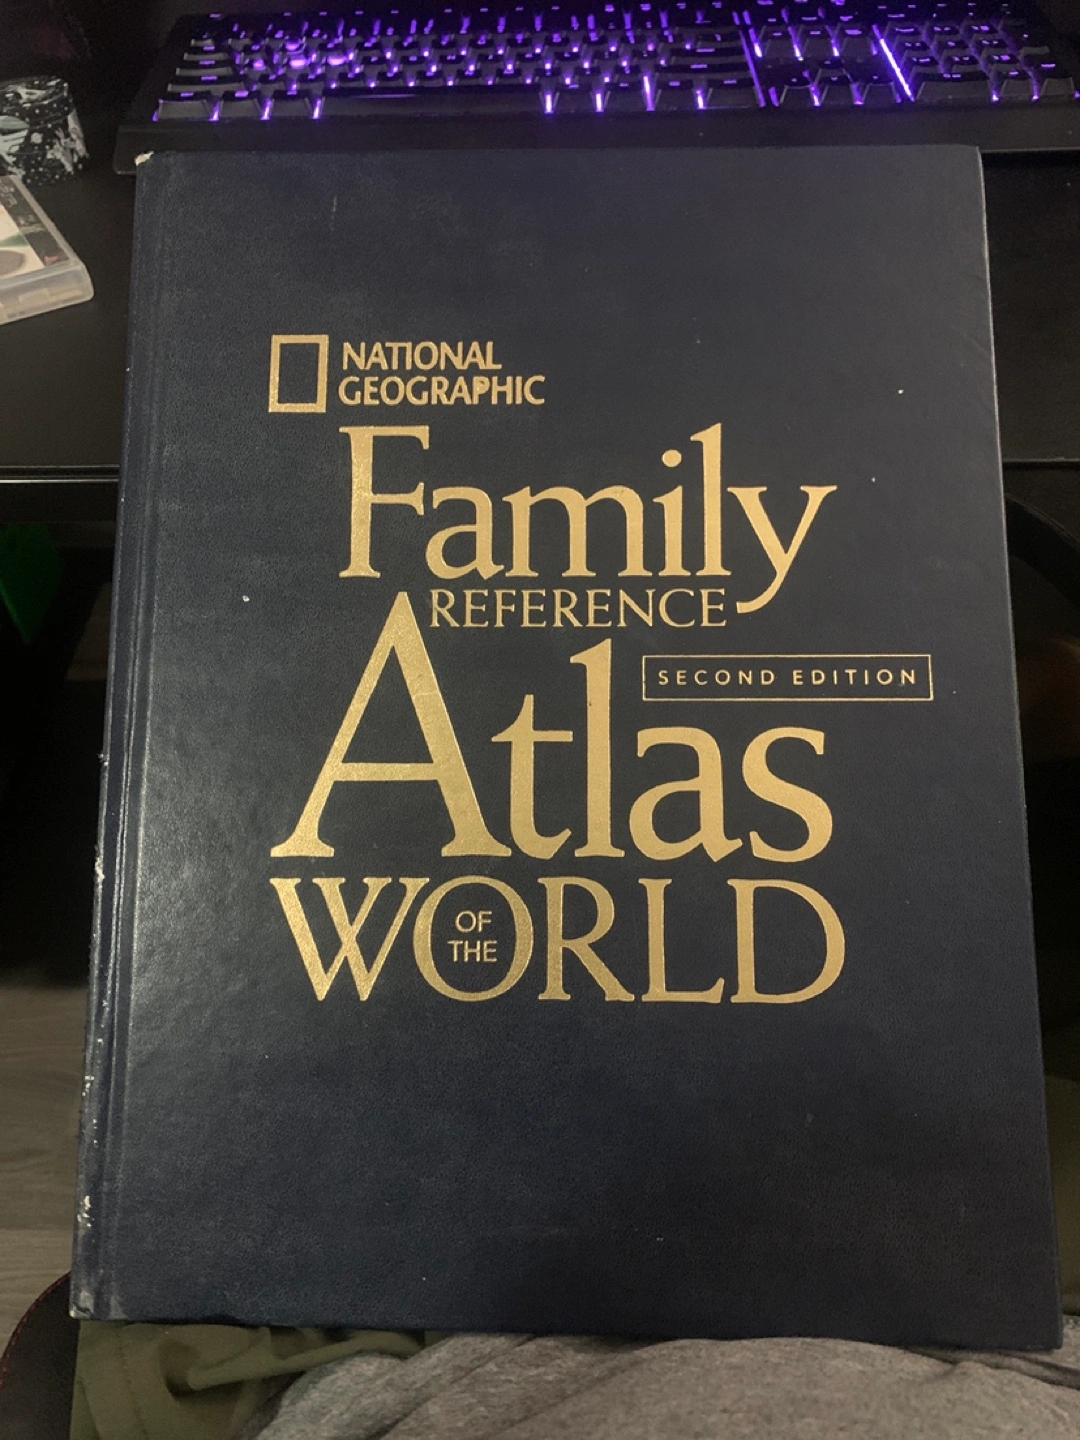 NATIONAL
GEOGRAPHIC
Family
REFERENCE
Atlas
SECOND EDITION
WORLD
OF
THE